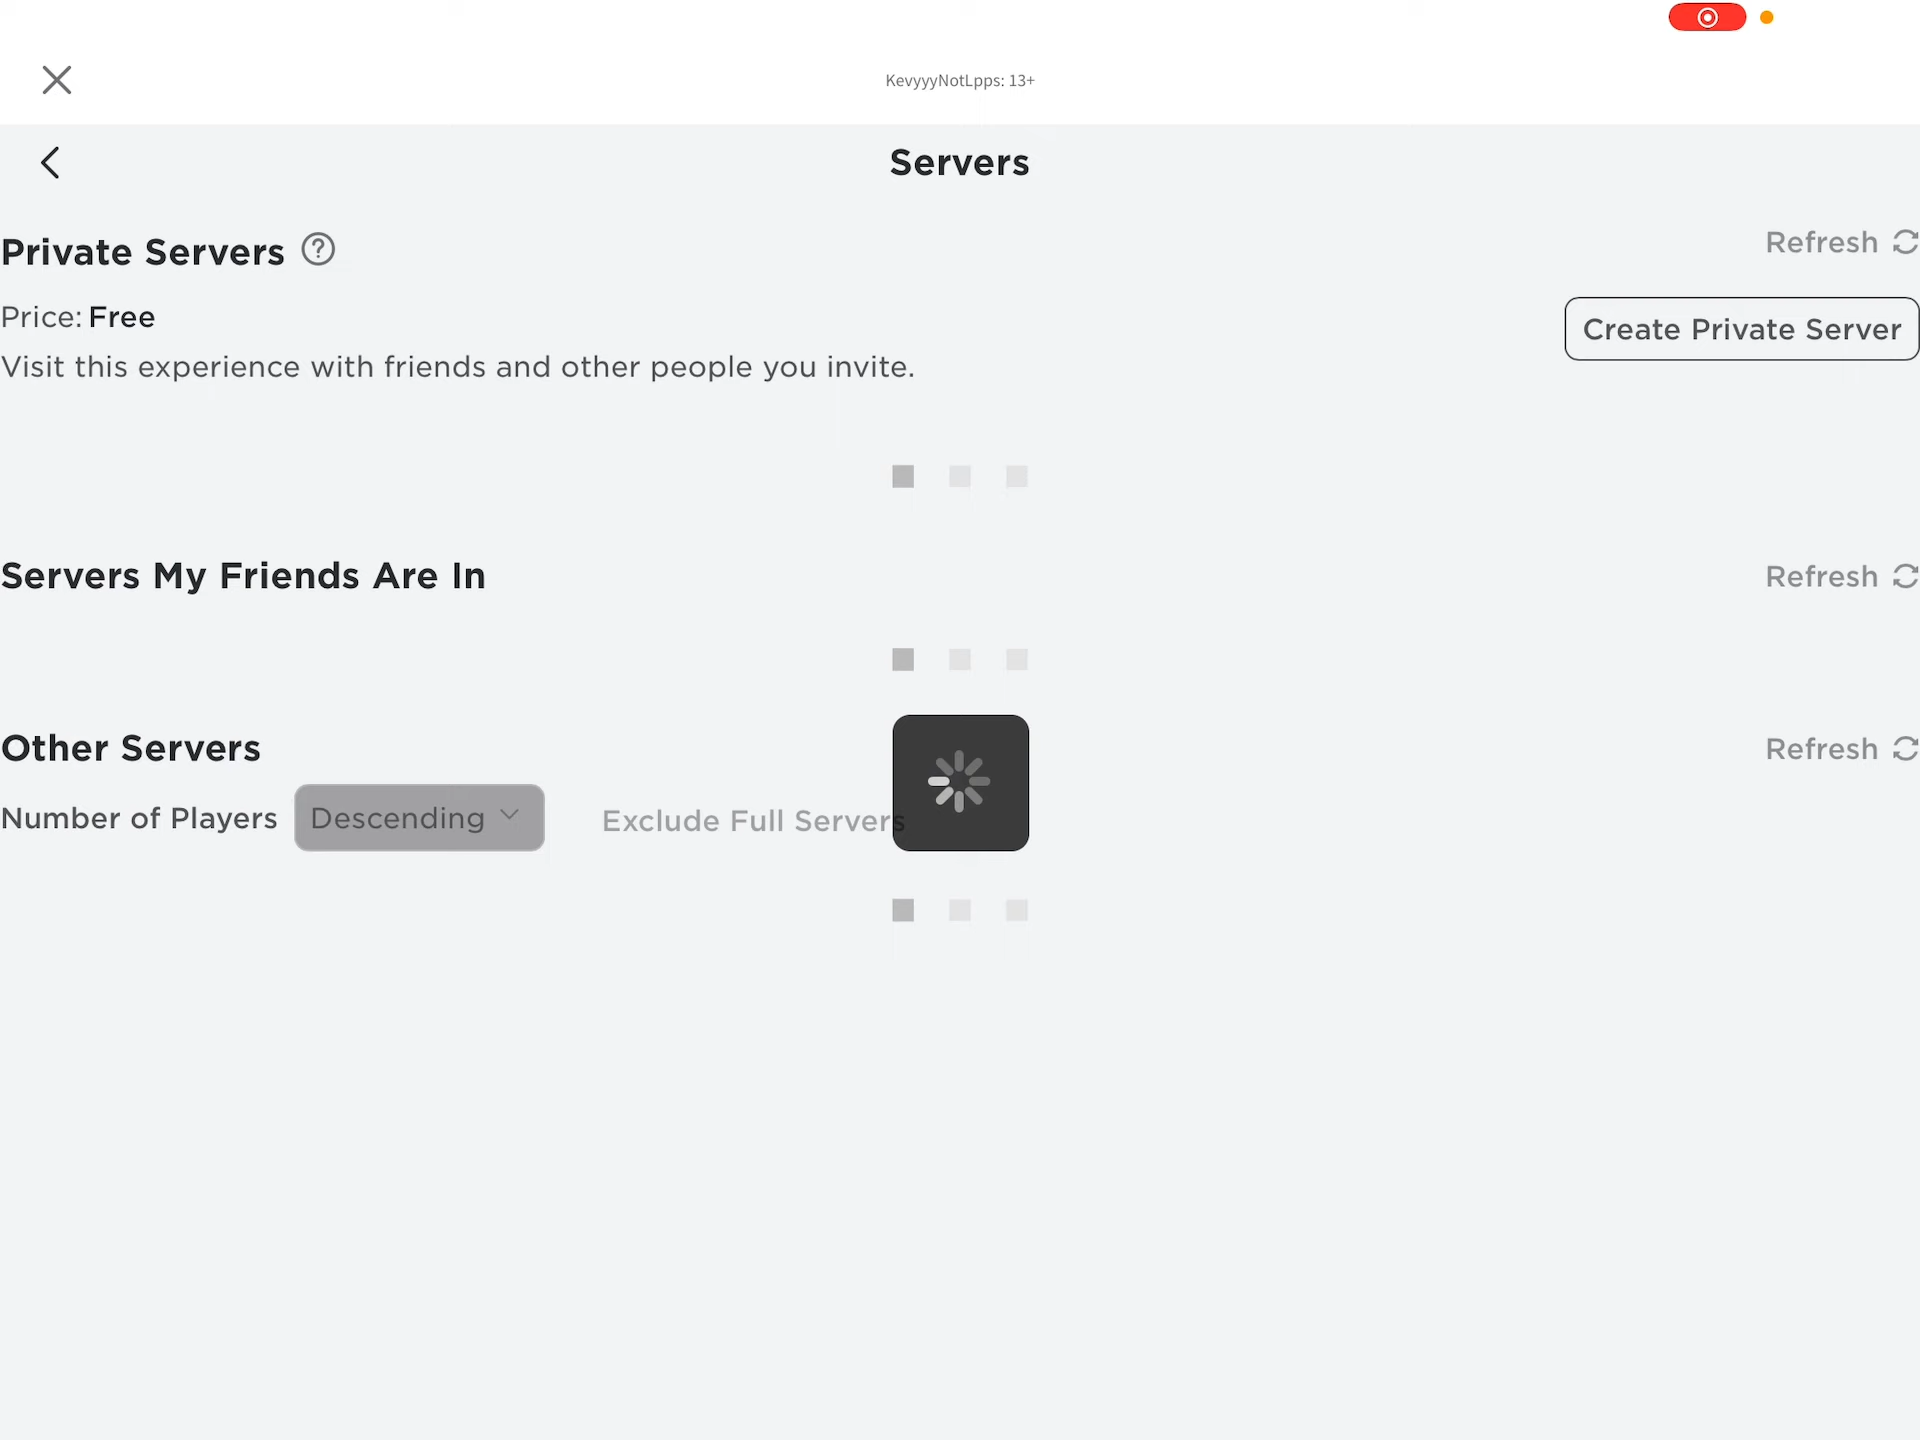 KevyyyNotLpps: 13+
Servers
Private Servers
Refresh
Price: Free
Create Private Server
Visit this experience with friends and other people you invite.
Servers My Friends Are In
Refresh
Other Servers
Refresh
Number of Players
Descending
Exclude Full Servers